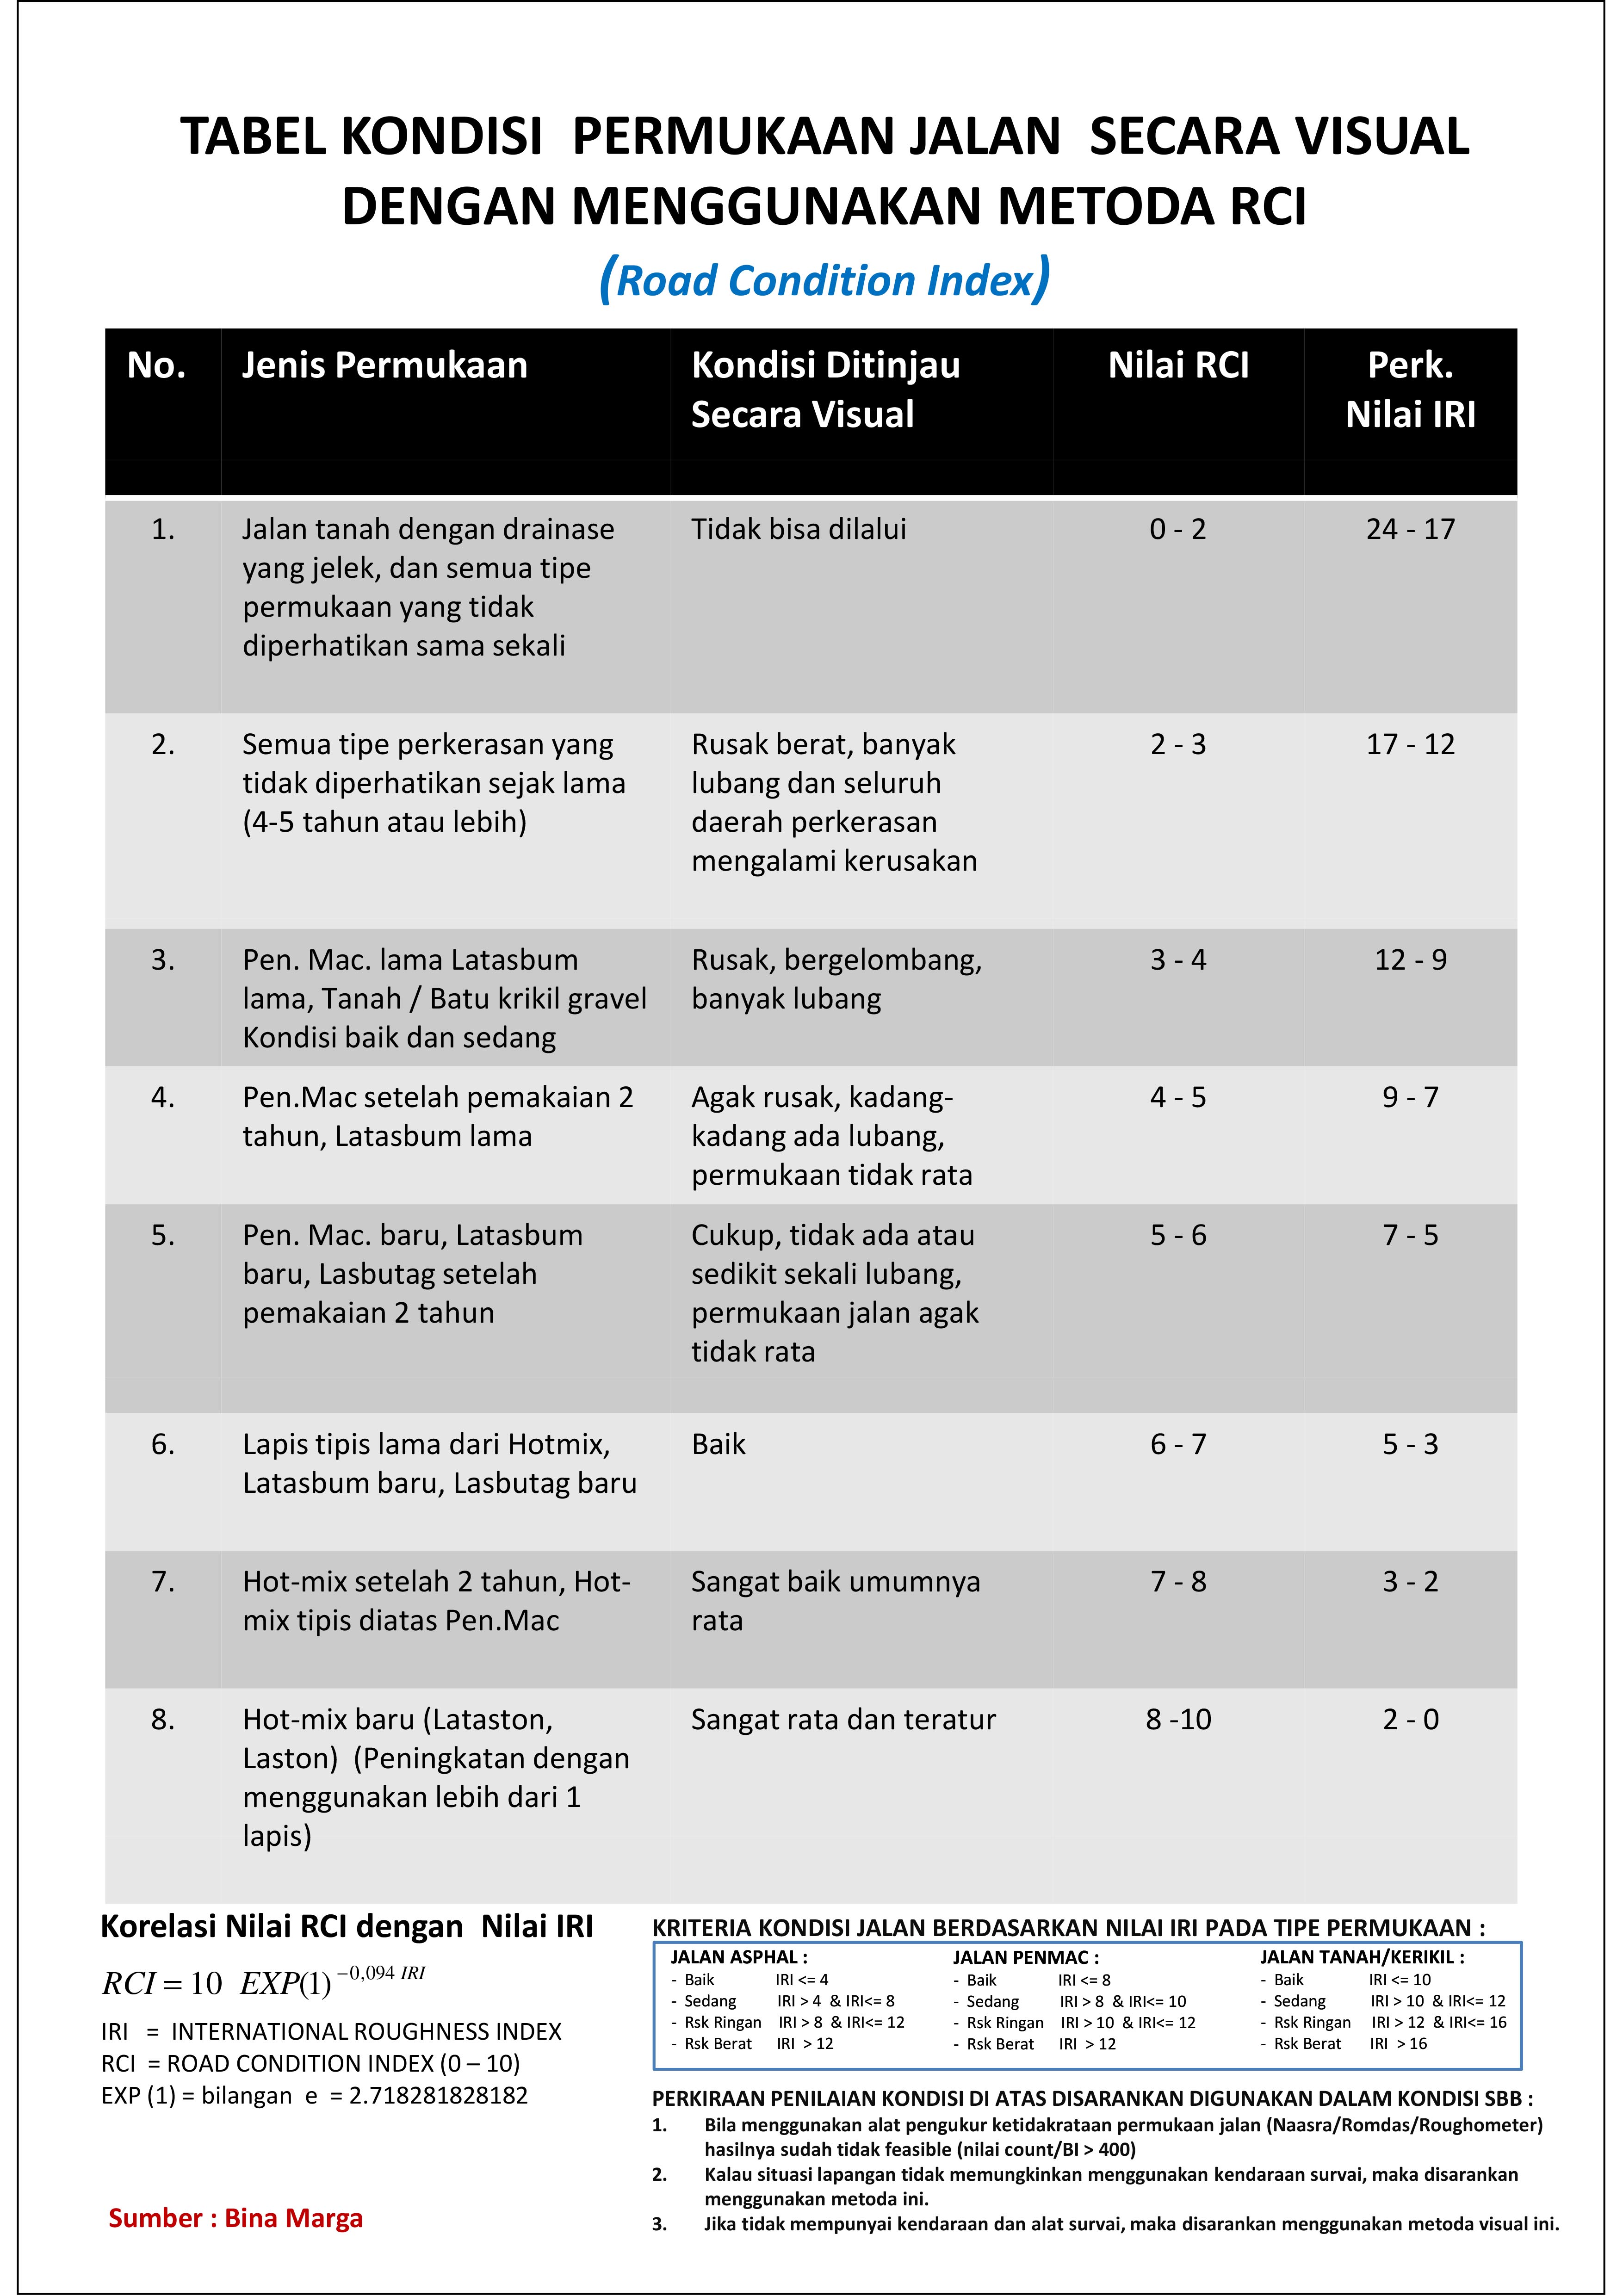 TABEL KONDISI PERMUKAAN JALAN SECARA VISUAL
DENGAN MENGGUNAKAN METODA RCI
(Road Condition Index)
No. Jenis Permukaan Kondisi Ditinjau Nilai RCI Perk.
Secara Visual Nilai IRI
1. Jalan tanah dengan drainase Tidak bisa dilalui 0 - 2 24 - 17
yang jelek, dan semua tipe
permukaan yang tidak
diperhatikan sama sekali
2. Semua tipe perkerasan yang Rusak berat, banyak 2 - 3 17 - 12
tidak diperhatikan sejak lama lubang dan seluruh
(4-5 tahun atau lebih) daerah perkerasan
mengalami kerusakan
3. Pen. Mac. lama Latasbum Rusak, bergelombang, 3 - 4 12 - 9
lama, Tanah / Batu krikil gravel banyak lubang
Kondisi baik dan sedang
4. Pen.Mac setelah pemakaian 2 Agak rusak, kadang- 4 - 5 9 - 7
tahun, Latasbum lama kadang ada lubang,
permukaan tidak rata
5. Pen. Mac. baru, Latasbum Cukup, tidak ada atau 5 - 6 7 - 5
baru, Lasbutag setelah sedikit sekali lubang,
pemakaian 2 tahun permukaan jalan agak
tidak rata
6. Lapis tipis lama dari Hotmix, Baik 6 - 7 5 - 3
Latasbum baru, Lasbutag baru
7. Hot-mix setelah 2 tahun, Hot- Sangat baik umumnya 7 - 8 3 - 2
mix tipis diatas Pen.Mac rata
8. Hot-mix baru (Lataston, Sangat rata dan teratur 8 -10 2 - 0
Laston) (Peningkatan dengan
menggunakan lebih dari 1
lapis)
Korelasi Nilai RCI dengan Nilai IRI
RCI = 10 EXP(1)^−0,094 IRI
IRI = INTERNATIONAL ROUGHNESS INDEX
RCI = ROAD CONDITION INDEX (0 – 10)
EXP (1) = bilangan e = 2.718281828182
Sumber : Bina Marga
KRITERIA KONDISI JALAN BERDASARKAN NILAI IRI PADA TIPE PERMUKAAN :
JALAN ASPHAL : JALAN PENMAC : JALAN TANAH/KERIKIL :
- Baik IRI <= 4 - Baik IRI <= 8 - Baik IRI <= 10
- Sedang IRI > 4 & IRI<= 8 - Sedang IRI > 8 & IRI<= 10 - Sedang IRI > 10 & IRI<= 12
- Rsk Ringan IRI > 8 & IRI<= 12 - Rsk Ringan IRI > 10 & IRI<= 12 - Rsk Ringan IRI > 12 & IRI<= 16
- Rsk Berat IRI > 12 - Rsk Berat IRI > 12 - Rsk Berat IRI > 16
PERKIRAAN PENILAIAN KONDISI DI ATAS DISARANKAN DIGUNAKAN DALAM KONDISI SBB :
1. Bila menggunakan alat pengukur ketidakrataan permukaan jalan (Naasra/Romdas/Roughometer)
hasilnya sudah tidak feasible (nilai count/BI > 400)
2. Kalau situasi lapangan tidak memungkinkan menggunakan kendaraan survai, maka disarankan
menggunakan metoda ini.
3. Jika tidak mempunyai kendaraan dan alat survai, maka disarankan menggunakan metoda visual ini.